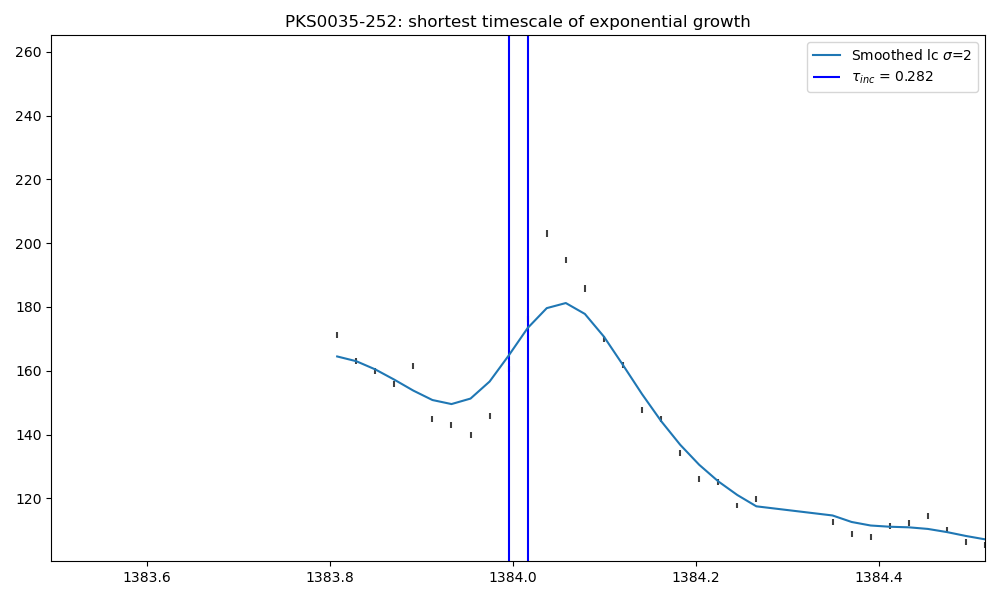 PKS0035-252: shortest timescale of exponential growth
Smoothed lc σ=2
τinc = 0.282
260
240
220
200
180
160
140
120
1383.6 1383.8 1384.0 1384.2 1384.4